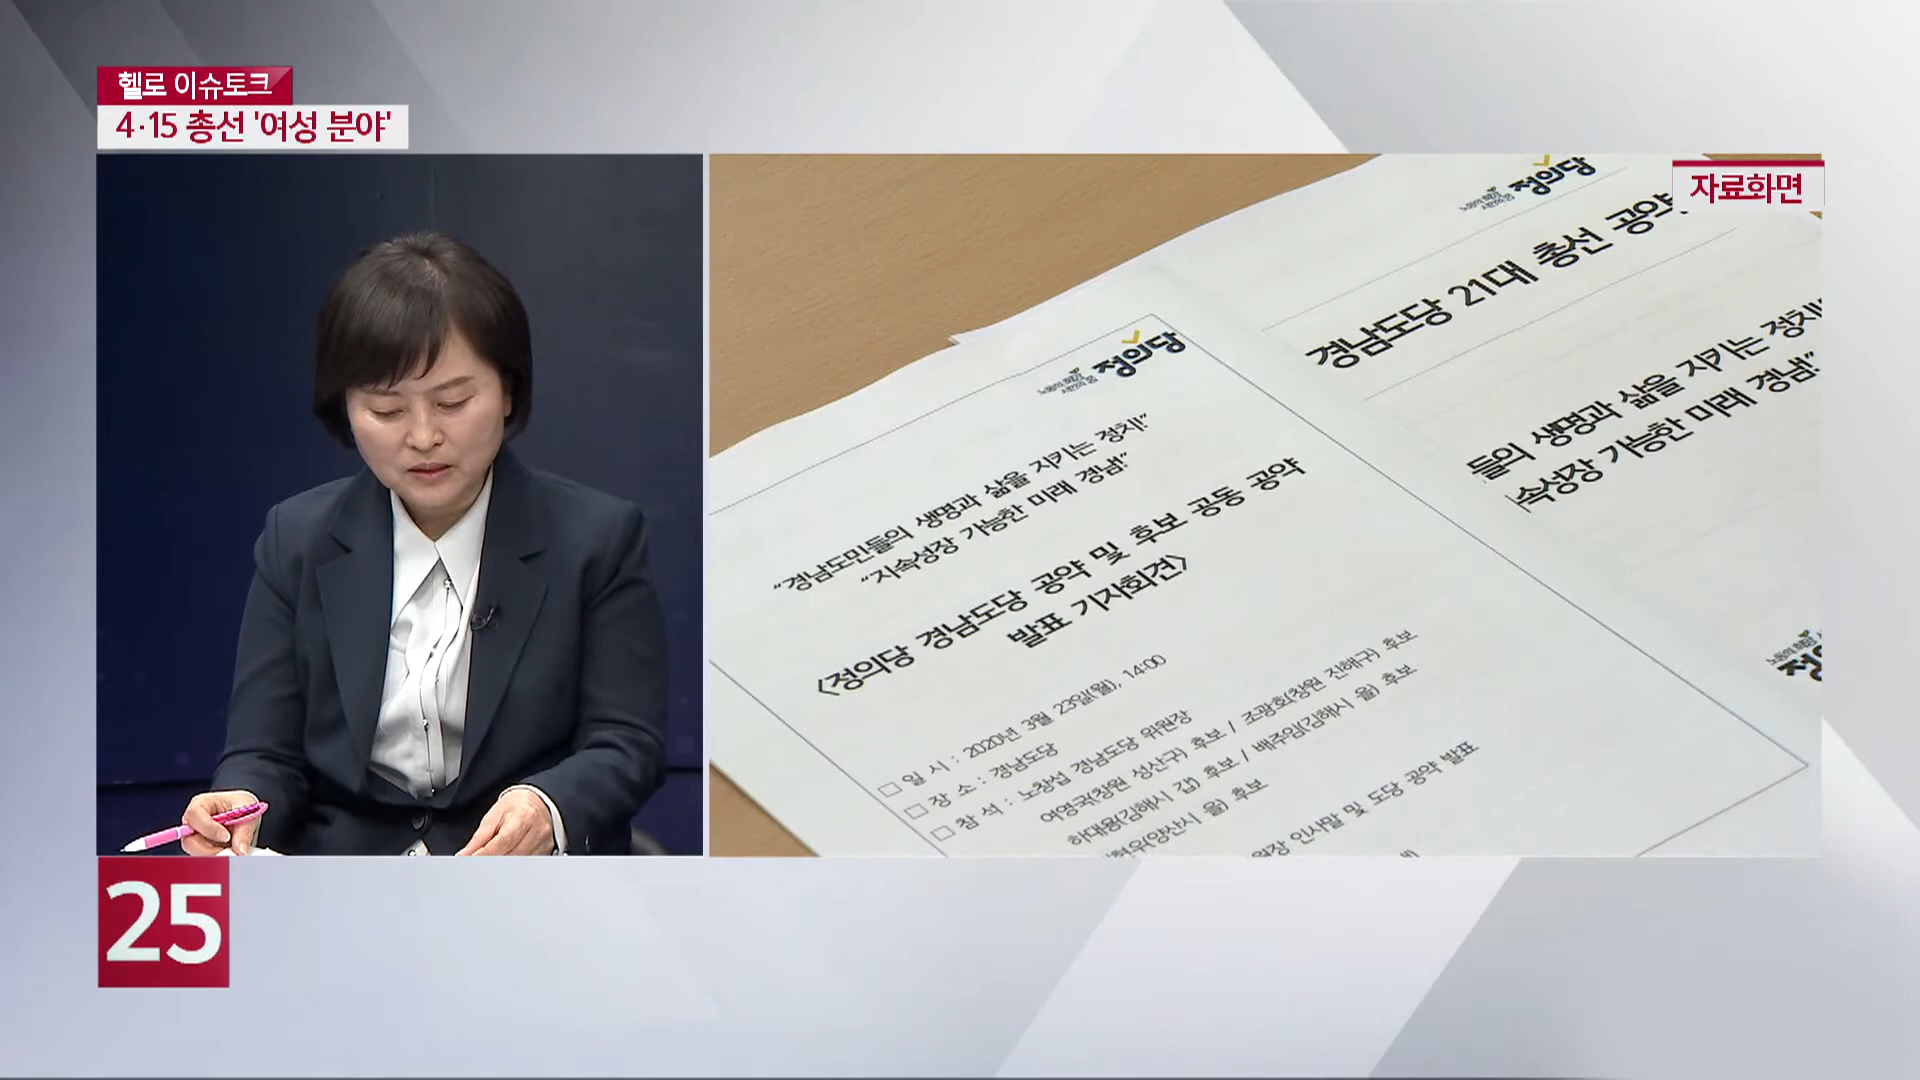 헬로 이슈토크
4·15 총선 '여성 분야'
자료화면
정의당
경남도당 21대 총선 공약
들의 생명과 삶을 지키는 정치!"
속성장 가능한 미래 경남!"
정의당
"경남도민들의 생명과 삶을 지키는 정치!"
"지속성장 가능한 미래 경남!"
<정의당 경남도당 공약 및 후보 공동 공약
발표 기자회견>
□ 일 시 : 2020년 3월 23일(월), 14:00
□ 장 소 : 경남도당
□ 참 석 : 노창섭 경남도당 위원장
여영국(창원 성산구) 후보 / 조광호(창원 진해구) 후보
하대용(김해시 갑) 후보 / 배주임(김해시 을) 후보
현우(양산시 을) 후보
원장 인사말 및 도당 공약 발표
25